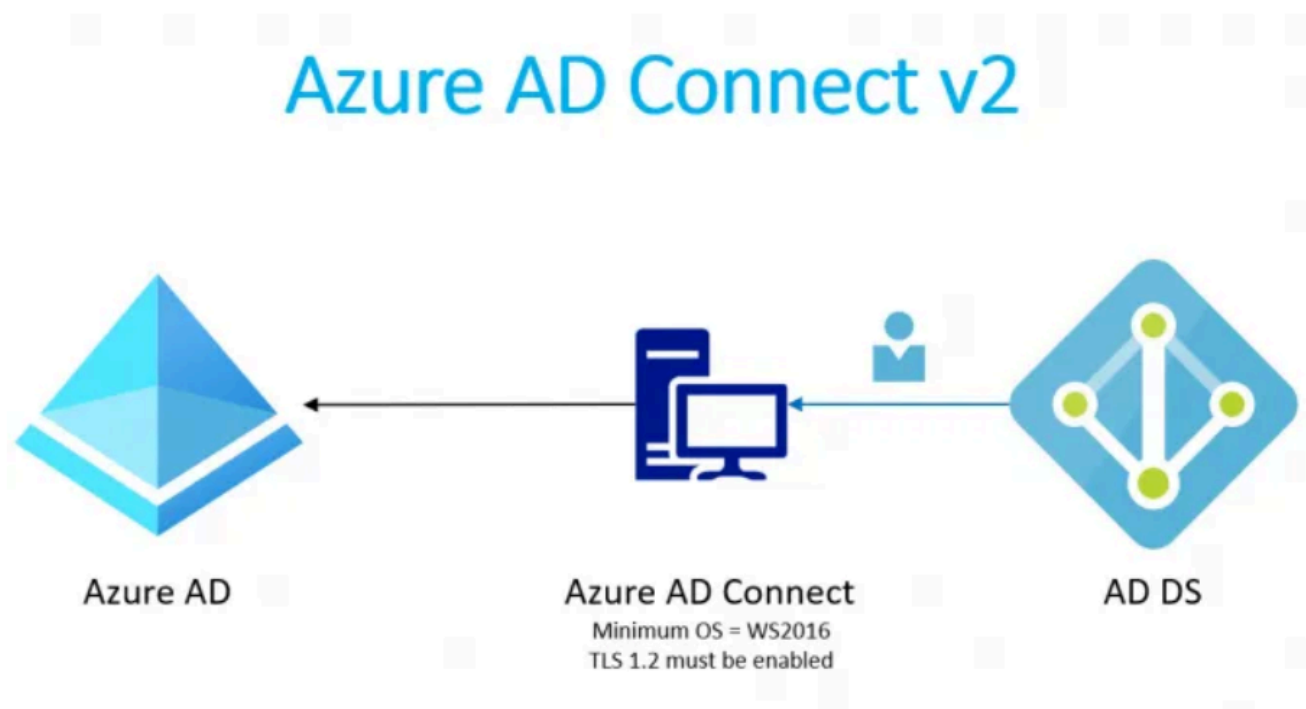 Azure AD Connect v2
Azure AD
Azure AD Connect
Minimum OS = WS2016
TLS 1.2 must be enabled
AD DS